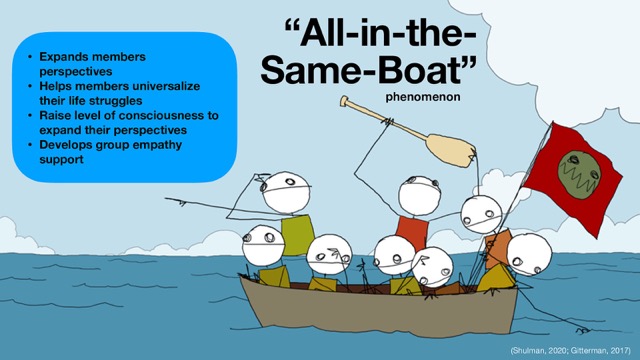 “All-in-the-
Same-Boat”
phenomenon
• Expands members
perspectives
• Helps members universalize
their life struggles
• Raise level of consciousness to
expand their perspectives
• Develops group empathy
support
(Shulman, 2020; Gitterman, 2017)